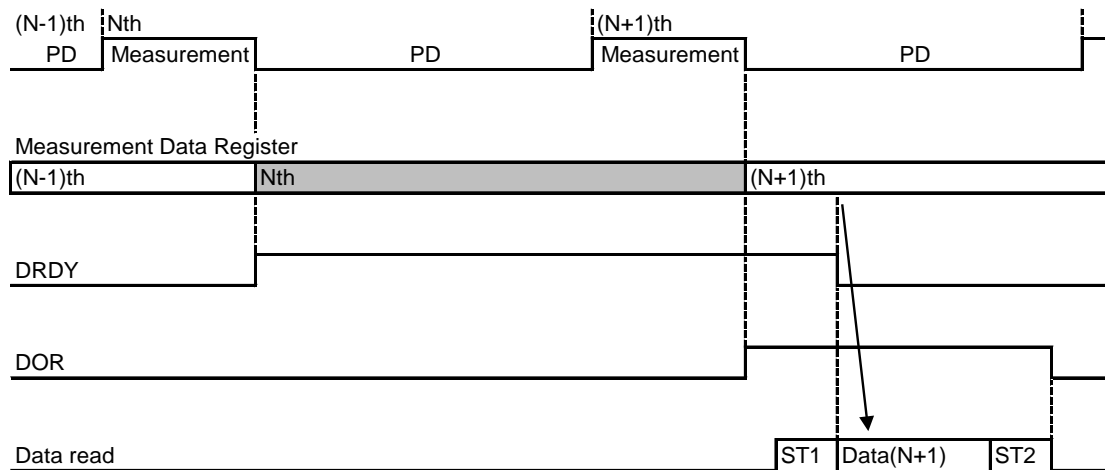 (N-1)th Nth (N+1)th
PD Measurement PD Measurement PD
Measurement Data Register
(N-1)th Nth (N+1)th
DRDY
DOR
Data read ST1 Data(N+1) ST2